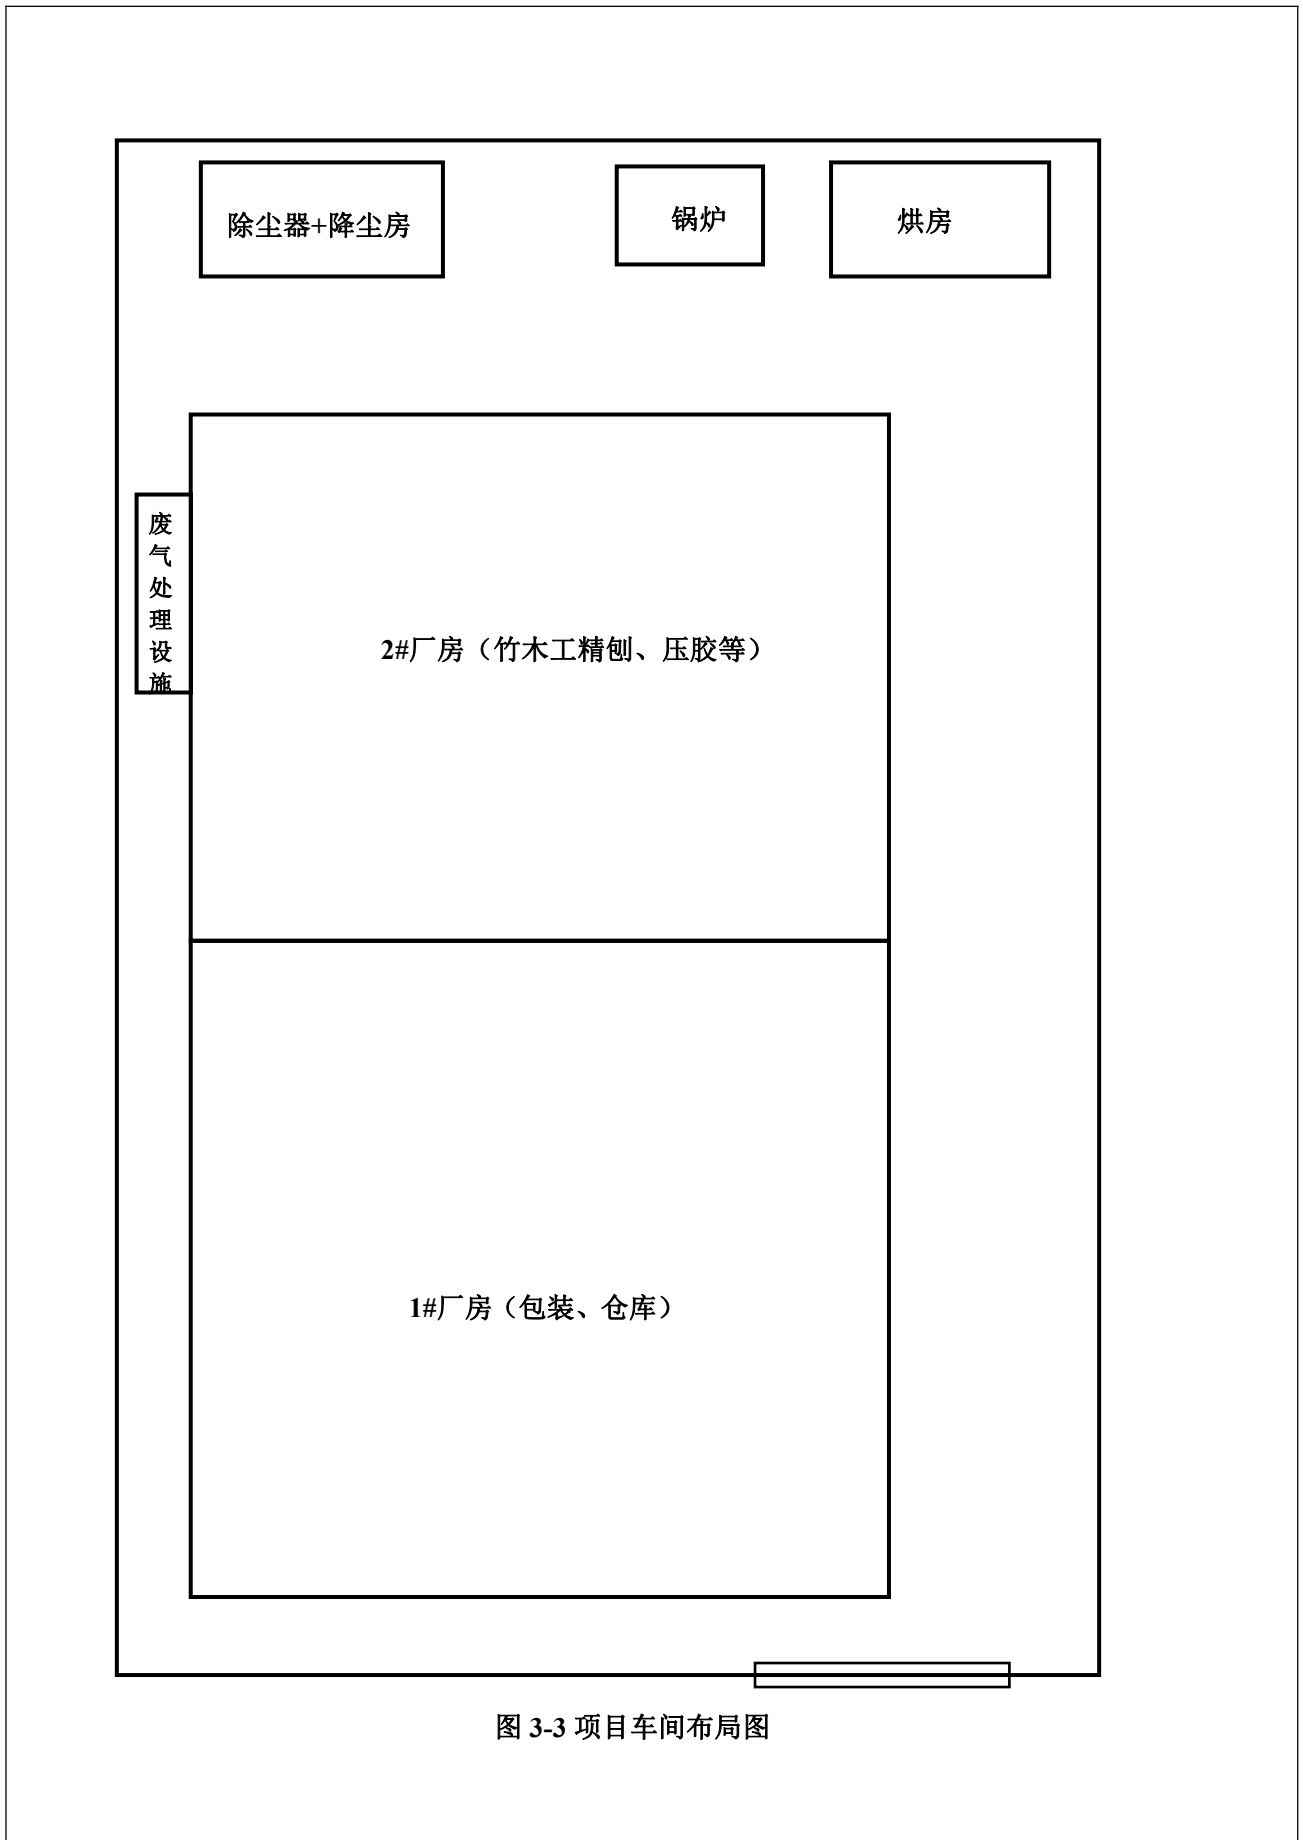 除尘器+降尘房
锅炉
烘房
废
气
处
理
设
施
2#厂房（竹木工精刨、压胶等）
1#厂房（包装、仓库）
图 3-3 项目车间布局图